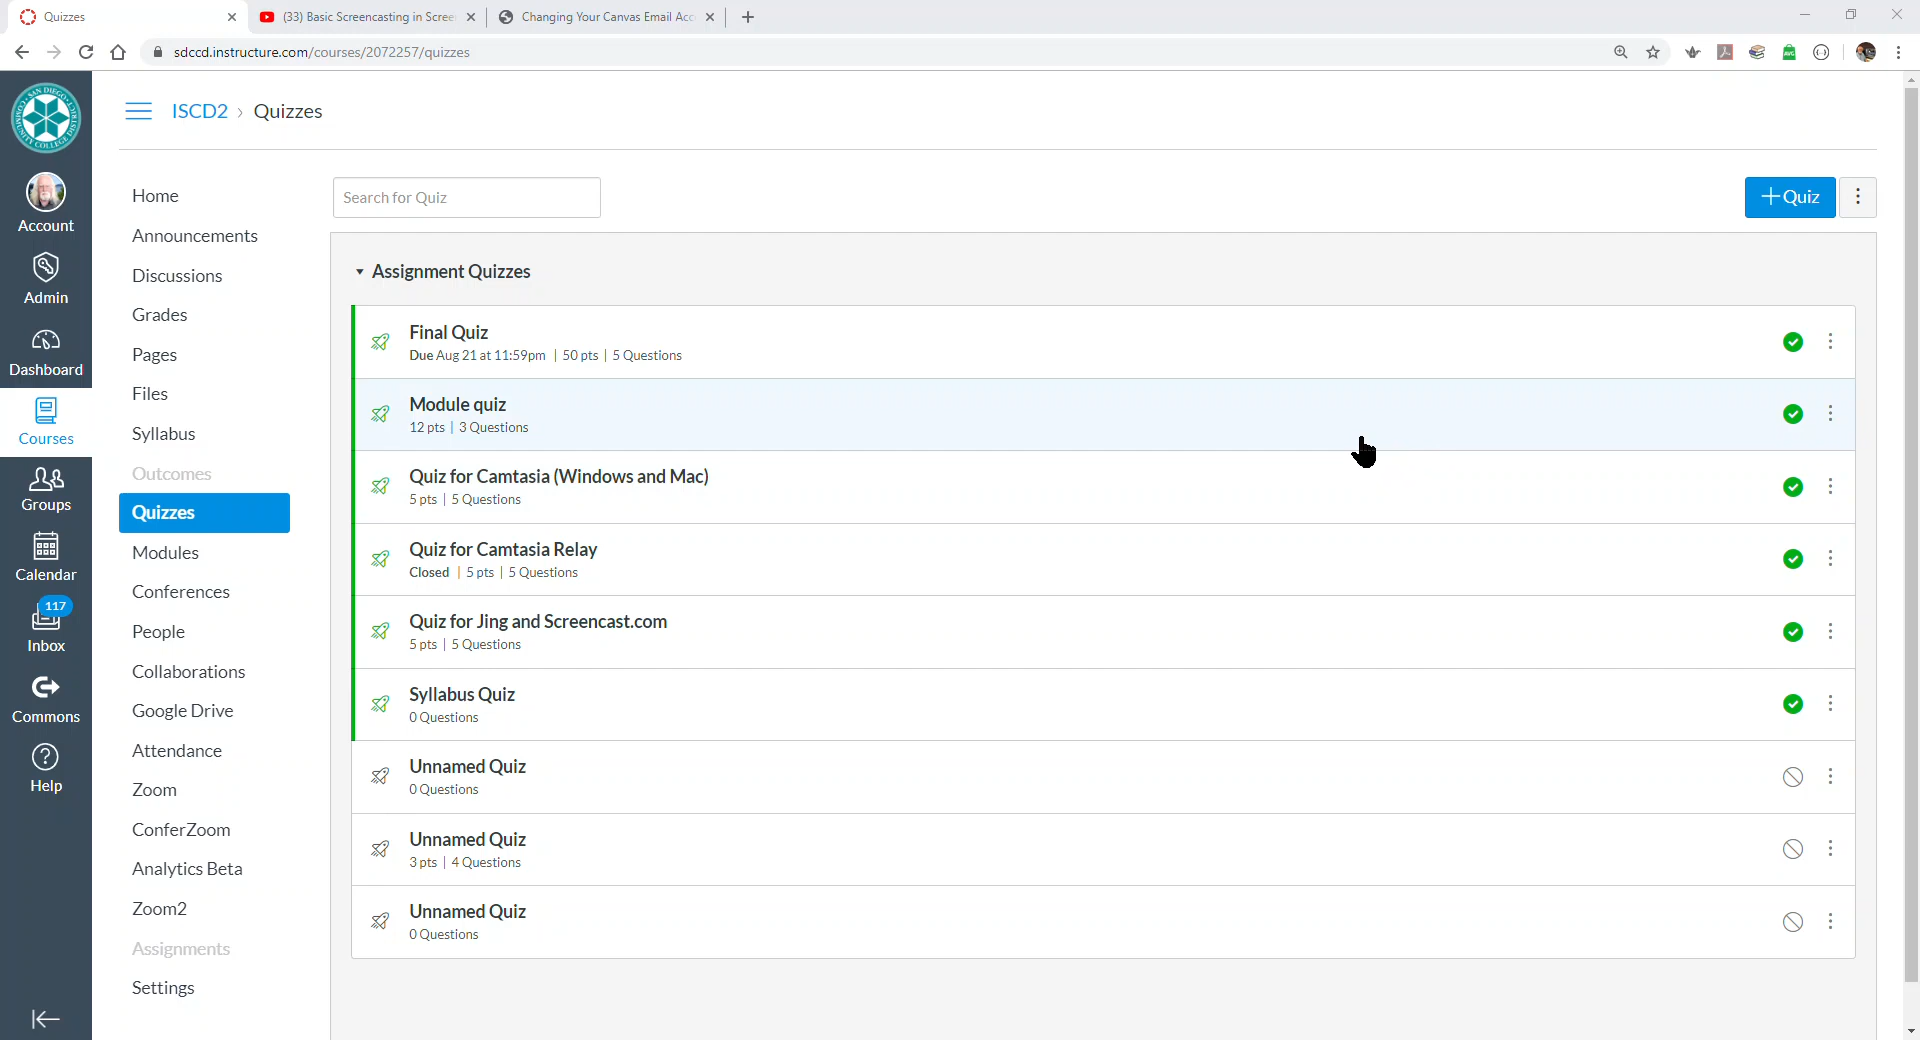 Quizzes
(33) Basic Screencasting in Scree
Changing Your Canvas Email Acc
sdccd.instructure.com/courses/2072257/quizzes
ISCD2 › Quizzes
SAN DIEGO
COMMUNITY COLLEGE DISTRICT
Account
Admin
Dashboard
Courses
Groups
Calendar
117
Inbox
Commons
Help
Home
Announcements
Discussions
Grades
Pages
Files
Syllabus
Outcomes
Quizzes
Modules
Conferences
People
Collaborations
Google Drive
Attendance
Zoom
ConferZoom
Analytics Beta
Zoom2
Assignments
Settings
Search for Quiz
+Quiz
Assignment Quizzes
Final Quiz
Due Aug 21 at 11:59pm | 50 pts | 5 Questions
Module quiz
12 pts | 3 Questions
Quiz for Camtasia (Windows and Mac)
5 pts | 5 Questions
Quiz for Camtasia Relay
Closed | 5 pts | 5 Questions
Quiz for Jing and Screencast.com
5 pts | 5 Questions
Syllabus Quiz
0 Questions
Unnamed Quiz
0 Questions
Unnamed Quiz
3 pts | 4 Questions
Unnamed Quiz
0 Questions